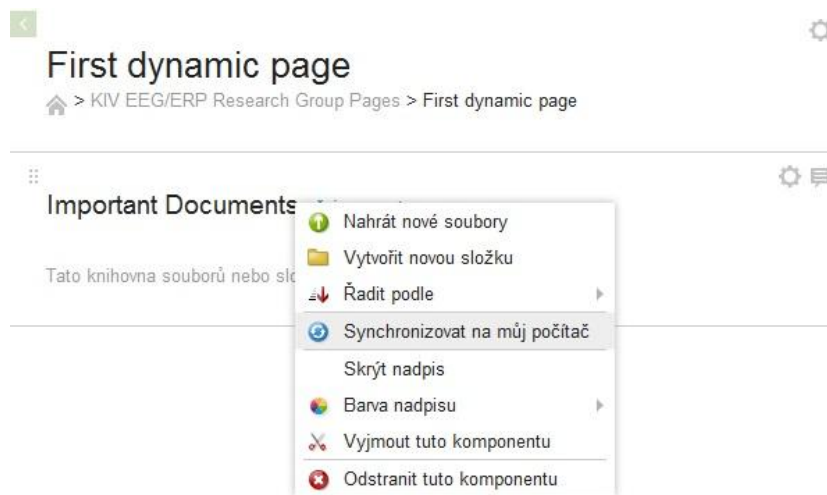 First dynamic page
> KIV EEG/ERP Research Group Pages > First dynamic page
Important Documents
Tato knihovna souborů nebo
Nahrát nové soubory
Vytvořit novou složku
Řadit podle
Synchronizovat na můj počítač
Skrýt nadpis
Barva nadpisu
Vyjmout tuto komponentu
Odstranit tuto komponentu